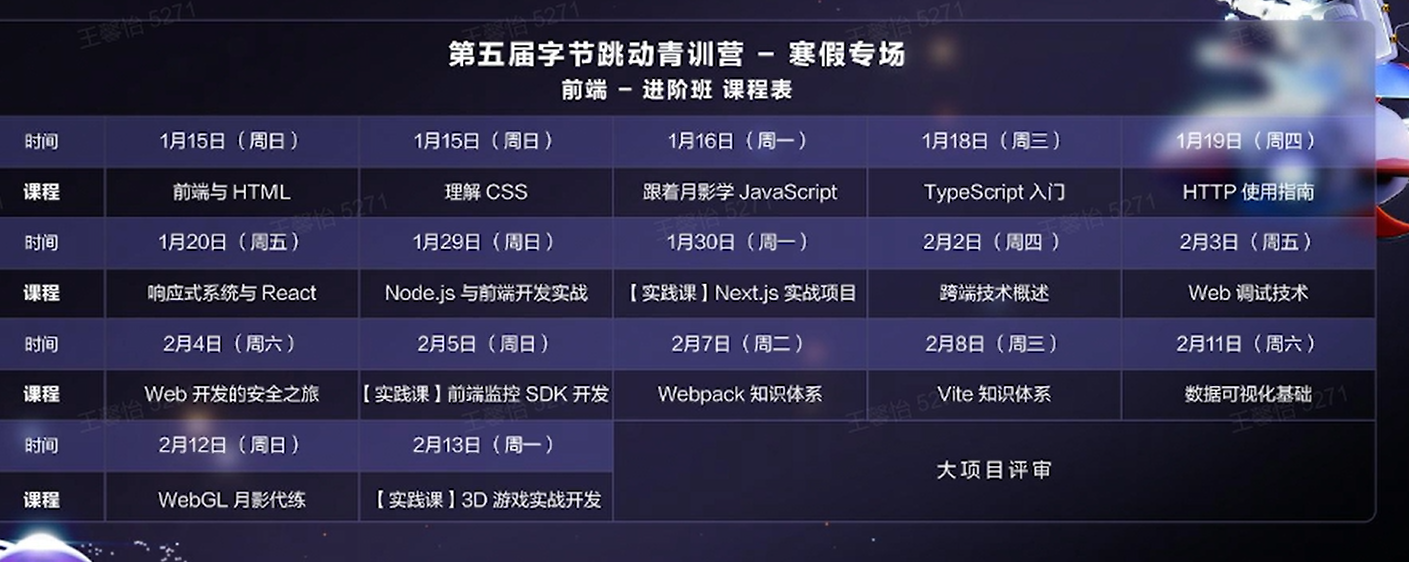 第五届字节跳动青训营 - 寒假专场
前端 - 进阶班 课程表
时间 1月15日（周日） 1月15日（周日） 1月16日（周一） 1月18日（周三） 1月19日（周四）
课程 前端与 HTML 理解 CSS 跟着月影学 JavaScript TypeScript 入门 HTTP 使用指南
时间 1月20日（周五） 1月29日（周日） 1月30日（周一） 2月2日（周四） 2月3日（周五）
课程 响应式系统与 React Node.js 与前端开发实战 【实践课】Next.js 实战项目 跨端技术概述 Web 调试技术
时间 2月4日（周六） 2月5日（周日） 2月7日（周二） 2月8日（周三） 2月11日（周六）
课程 Web 开发的安全之旅 【实践课】前端监控 SDK 开发 Webpack 知识体系 Vite 知识体系 数据可视化基础
时间 2月12日（周日） 2月13日（周一）
大项目评审
课程 WebGL 月影代练 【实践课】3D 游戏实战开发
王馨怡 5271